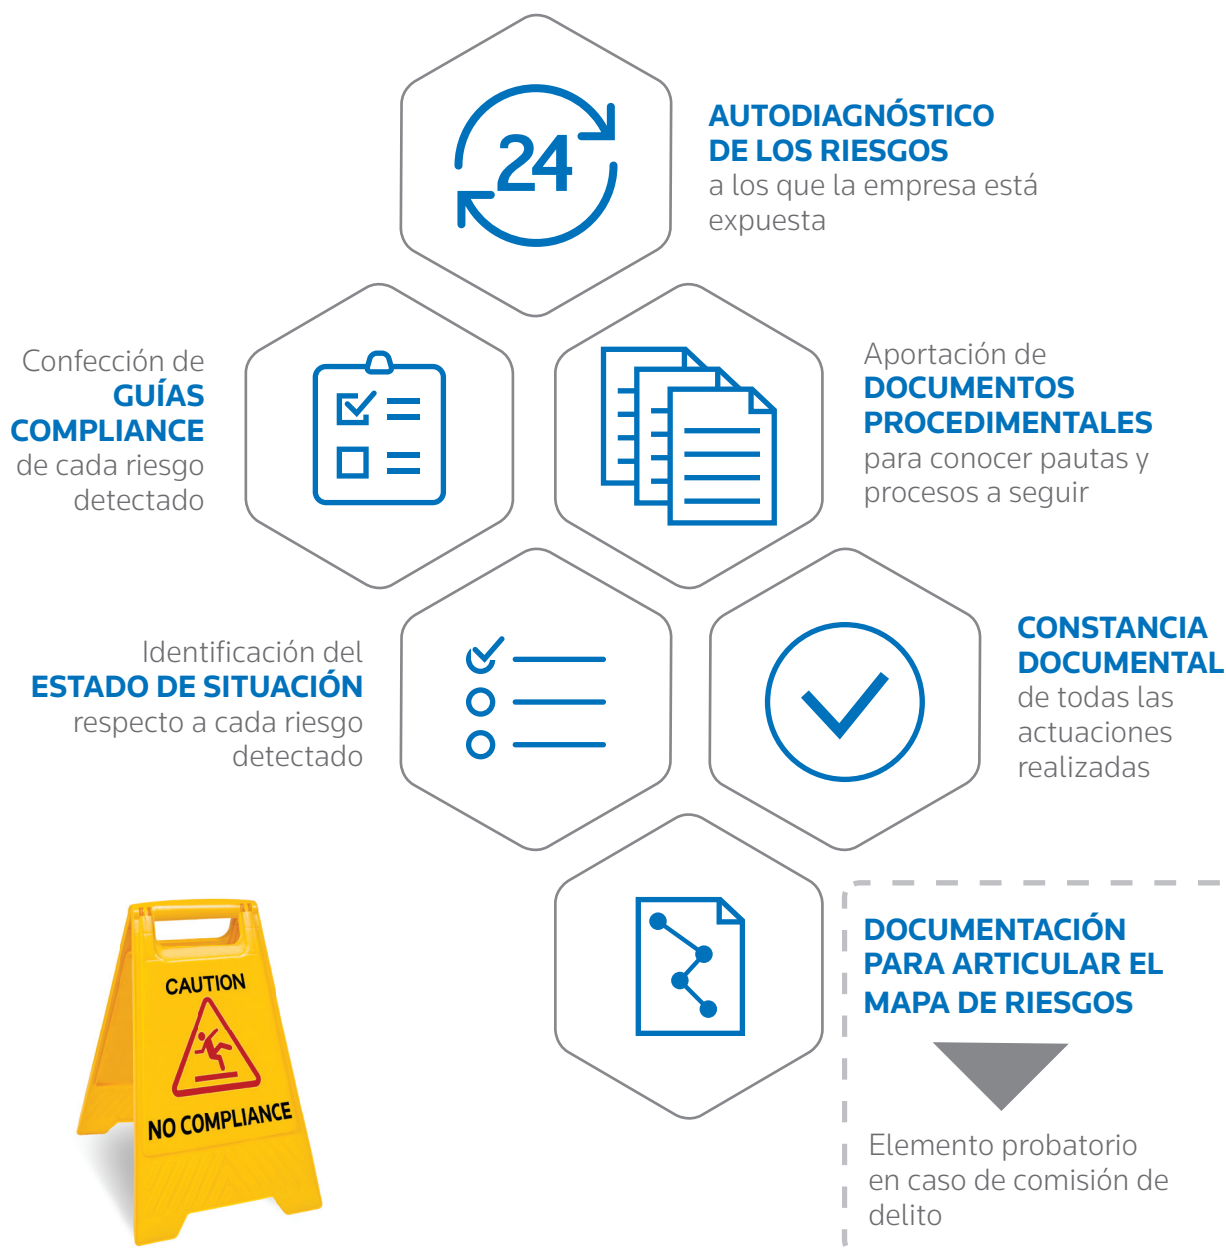 24
AUTODIAGNÓSTICO
DE LOS RIESGOS
a los que la empresa está
expuesta
Confección de
GUÍAS
COMPLIANCE
de cada riesgo
detectado
Aportación de
DOCUMENTOS
PROCEDIMENTALES
para conocer pautas y
procesos a seguir
Identificación del
ESTADO DE SITUACIÓN
respecto a cada riesgo
detectado
CONSTANCIA
DOCUMENTAL
de todas las
actuaciones
realizadas
DOCUMENTACIÓN
PARA ARTICULAR EL
MAPA DE RIESGOS
Elemento probatorio
en caso de comisión de
delito
CAUTION
NO COMPLIANCE